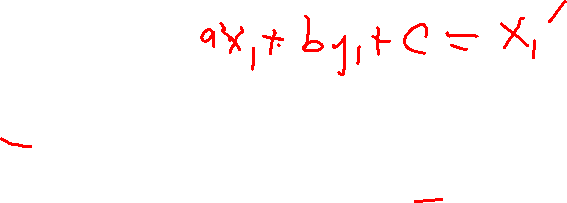 ax₁ + by₁ + c = x₁′